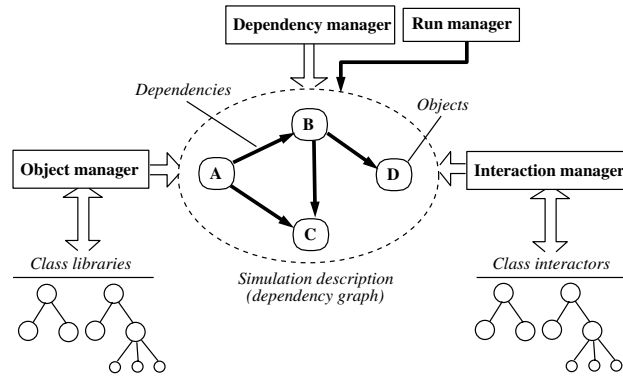 Dependency manager
Run manager
Dependencies
Objects
B
A
D
C
Object manager
Interaction manager
Class libraries
Simulation description
(dependency graph)
Class interactors